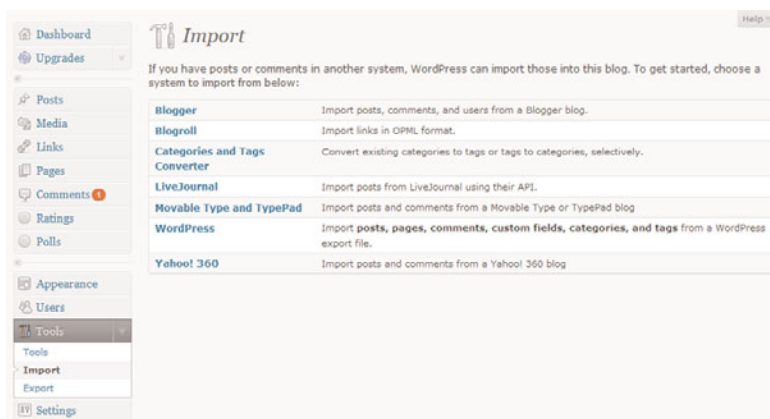 Help
Dashboard
Upgrades
Posts
Media
Links
Pages
Comments 1
Ratings
Polls
Appearance
Users
Tools
Tools
Import
Export
Settings
Import
If you have posts or comments in another system, WordPress can import those into this blog. To get started, choose a
system to import from below:
Blogger Import posts, comments, and users from a Blogger blog.
Blogroll Import links in OPML format.
Categories and Tags Convert existing categories to tags or tags to categories, selectively.
Converter
LiveJournal Import posts from LiveJournal using their API.
Movable Type and TypePad Import posts and comments from a Movable Type or TypePad blog
WordPress Import posts, pages, comments, custom fields, categories, and tags from a WordPress
export file.
Yahoo! 360 Import posts and comments from a Yahoo! 360 blog